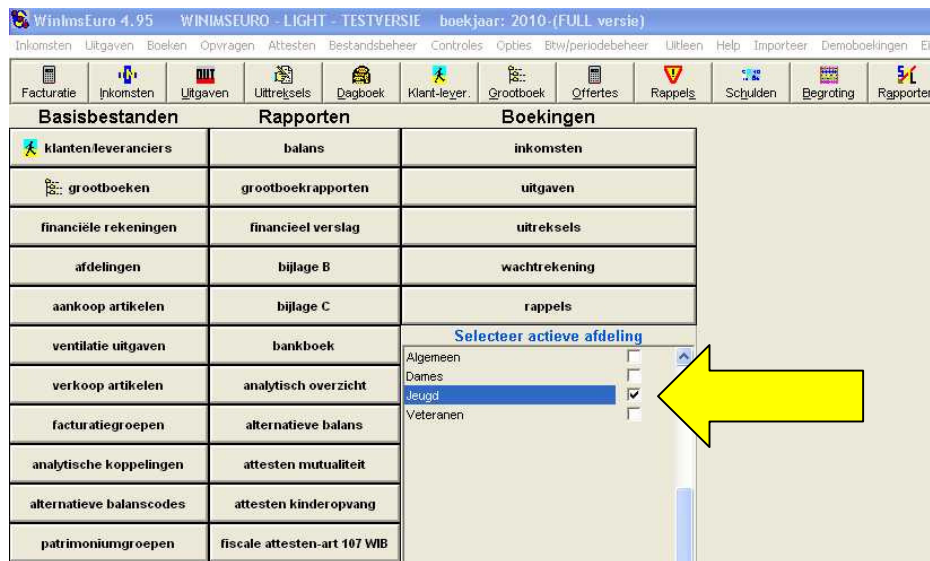 WinImsEuro 4.95 WINIMSEURO - LIGHT - TESTVERSIE boekjaar: 2010-(FULL versie)
Inkomsten Uitgaven Boeken Opvragen Attesten Bestandsbeheer Controles Opties Btw/periodebeheer Uitleen Help Importeer Demoboekingen
Facturatie Inkomsten Uitgaven Uittreksels Dagboek Klant-lever. Grootboek Offertes Rappels Schulden Begroting Rapporten
Basisbestanden Rapporten Boekingen
klanten/leveranciers balans inkomsten
grootboeken grootboekrapporten uitgaven
financiële rekeningen financieel verslag uitreksels
afdelingen bijlage B wachtrekening
aankoop artikelen bijlage C rappels
Selecteer actieve afdeling
ventilatie uitgaven bankboek
Algemeen
Dames
verkoop artikelen analytisch overzicht
Jeugd
Veteranen
facturatiegroepen alternatieve balans
analytische koppelingen attesten mutualiteit
alternatieve balanscodes attesten kinderopvang
patrimoniumgroepen fiscale attesten-art 107 WIB